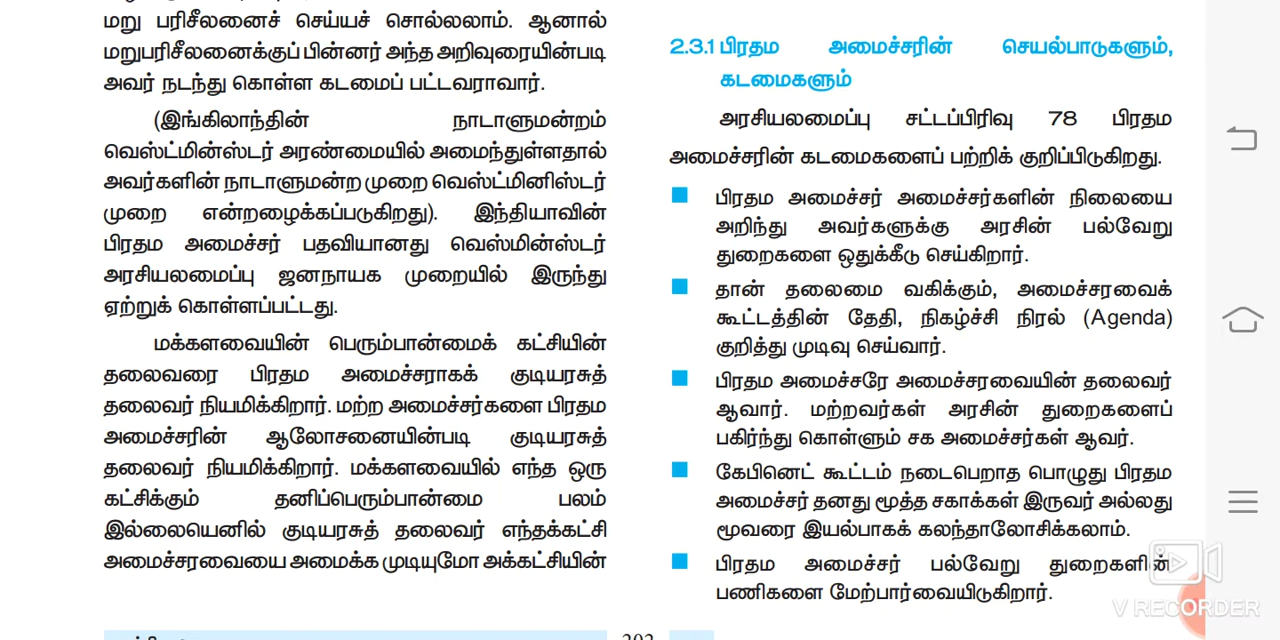 மறு பரிசீலனைச் செய்யச் சொல்லலாம். ஆனால்
மறுபரிசீலனைக்குப் பின்னர் அந்த அறிவுரையின்படி
அவர் நடந்து கொள்ள கடமைப் பட்டவராவார்.
(இங்கிலாந்தின் நாடாளுமன்றம்
வெஸ்ட்மின்ஸ்டர் அரண்மையில் அமைந்துள்ளதால்
அவர்களின் நாடாளுமன்ற முறை வெஸ்ட்மினிஸ்டர்
முறை என்றழைக்கப்படுகிறது). இந்தியாவின்
பிரதம அமைச்சர் பதவியானது வெஸ்மின்ஸ்டர்
அரசியலமைப்பு ஜனநாயக முறையில் இருந்து
ஏற்றுக் கொள்ளப்பட்டது.
மக்களவையின் பெரும்பான்மைக் கட்சியின்
தலைவரை பிரதம அமைச்சராகக் குடியரசுத்
தலைவர் நியமிக்கிறார். மற்ற அமைச்சர்களை பிரதம
அமைச்சரின் ஆலோசனையின்படி குடியரசுத்
தலைவர் நியமிக்கிறார். மக்களவையில் எந்த ஒரு
கட்சிக்கும் தனிப்பெரும்பான்மை பலம்
இல்லையெனில் குடியரசுத் தலைவர் எந்தக்கட்சி
அமைச்சரவையை அமைக்க முடியுமோ அக்கட்சியின்
2.3.1 பிரதம அமைச்சரின் செயல்பாடுகளும்,
கடமைகளும்
அரசியலமைப்பு சட்டப்பிரிவு 78 பிரதம
அமைச்சரின் கடமைகளைப் பற்றிக் குறிப்பிடுகிறது.
பிரதம அமைச்சர் அமைச்சர்களின் நிலையை
அறிந்து அவர்களுக்கு அரசின் பல்வேறு
துறைகளை ஒதுக்கீடு செய்கிறார்.
தான் தலைமை வகிக்கும், அமைச்சரவைக்
கூட்டத்தின் தேதி, நிகழ்ச்சி நிரல் (Agenda)
குறித்து முடிவு செய்வார்.
பிரதம அமைச்சரே அமைச்சரவையின் தலைவர்
ஆவார். மற்றவர்கள் அரசின் துறைகளைப்
பகிர்ந்து கொள்ளும் சக அமைச்சர்கள் ஆவர்.
கேபினெட் கூட்டம் நடைபெறாத பொழுது பிரதம
அமைச்சர் தனது மூத்த சகாக்கள் இருவர் அல்லது
மூவரை இயல்பாகக் கலந்தாலோசிக்கலாம்.
பிரதம அமைச்சர் பல்வேறு துறைகளின்
பணிகளை மேற்பார்வையிடுகிறார்.
V RECORDER